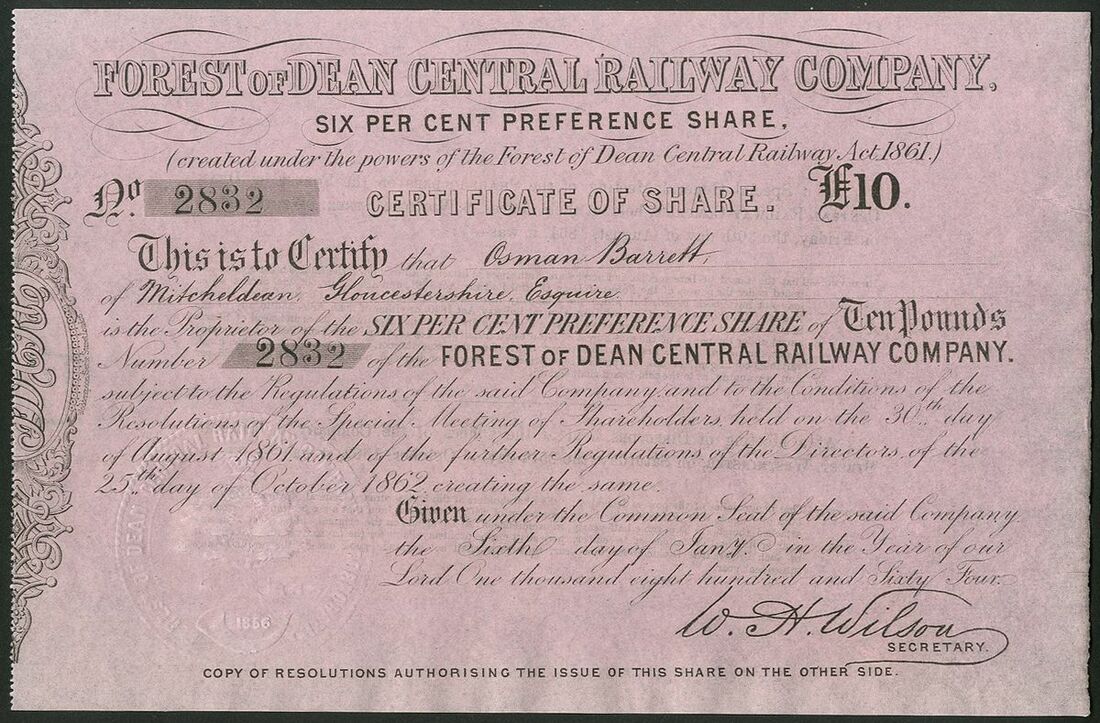 FOREST OF DEAN CENTRAL RAILWAY COMPANY.
SIX PER CENT PREFERENCE SHARE,
(created under the powers of the Forest of Dean Central Railway Act 1861.)
No. 2832 CERTIFICATE OF SHARE. £10.
This is to Certify that Osman Barrett,
of Mitcheldean, Gloucestershire, Esquire
is the Proprietor of the SIX PER CENT PREFERENCE SHARE of Ten Pounds
Number 2832 of the FOREST OF DEAN CENTRAL RAILWAY COMPANY.
subject to the Regulations of the said Company and to the Conditions of the
Resolutions of the Special Meeting of Shareholders, held on the 30th day
of August 1861 and of the further Regulations of the Directors, of the
25th day of October 1862 creating the same.
Given under the Common Seal of the said Company
the Sixth day of Jany. in the Year of our
Lord One thousand eight hundred and Sixty Four.
W. H. Wilson
SECRETARY.
1856
COPY OF RESOLUTIONS AUTHORISING THE ISSUE OF THIS SHARE ON THE OTHER SIDE.